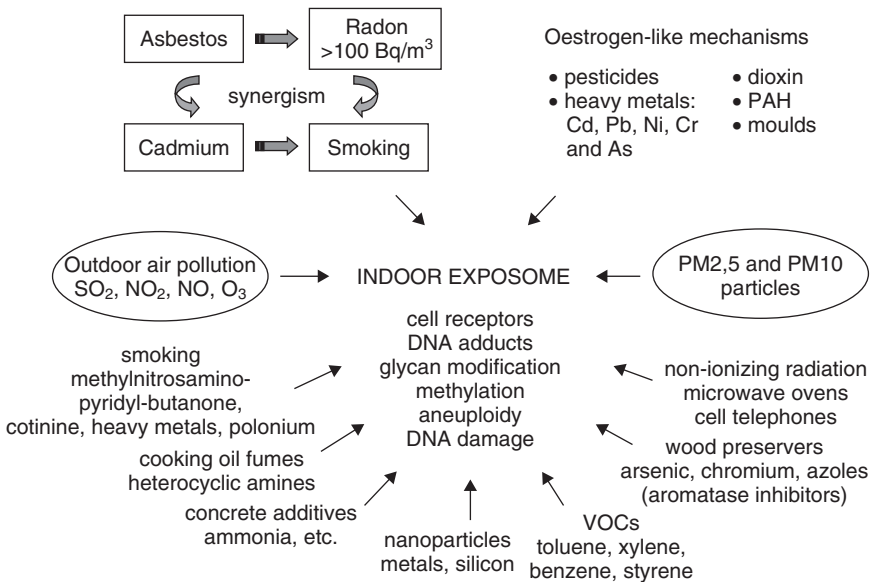 Asbestos
Radon
>100 Bq/m³
synergism
Cadmium
Smoking
Oestrogen-like mechanisms
• pesticides
• heavy metals:
Cd, Pb, Ni, Cr
and As
• dioxin
• PAH
• moulds
Outdoor air pollution
SO₂, NO₂, NO, O₃
INDOOR EXPOSOME
PM2,5 and PM10
particles
cell receptors
DNA adducts
glycan modification
methylation
aneuploidy
DNA damage
smoking
methylnitrosamino-
pyridyl-butanone,
cotinine, heavy metals, polonium
non-ionizing radiation
microwave ovens
cell telephones
cooking oil fumes
heterocyclic amines
wood preservers
arsenic, chromium, azoles
(aromatase inhibitors)
concrete additives
ammonia, etc.
nanoparticles
metals, silicon
VOCs
toluene, xylene,
benzene, styrene